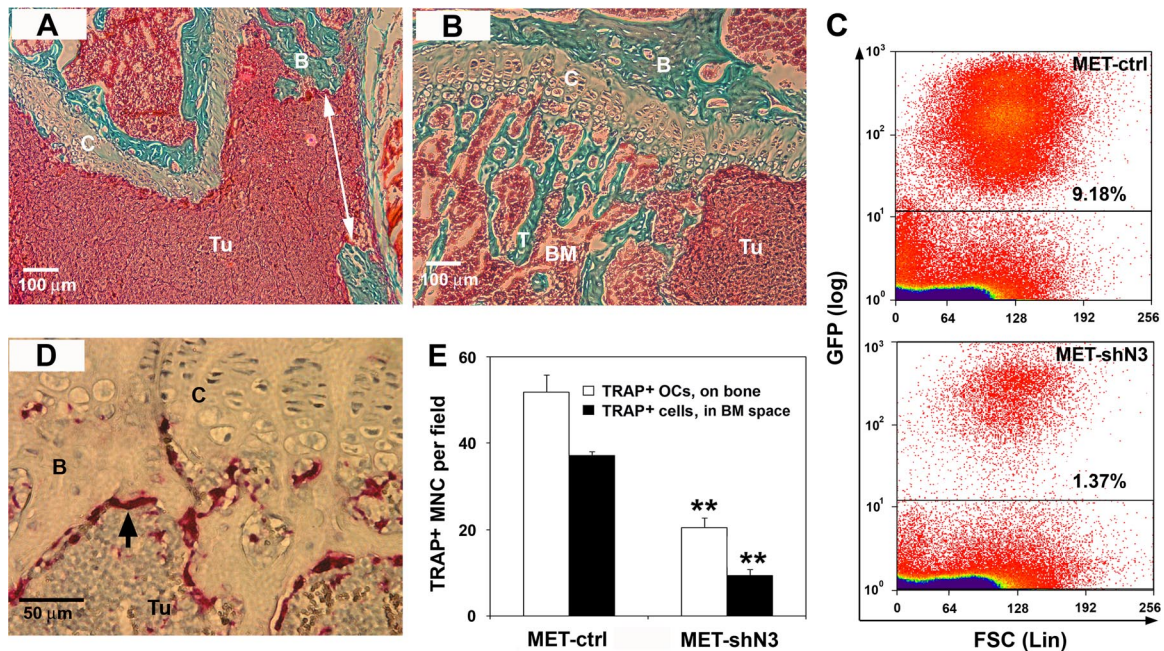 A
B
C
Tu
100 μm
B
B
C
T
BM
Tu
100 μm
C
GFP (log)
10³
10²
10¹
10⁰
MET-ctrl
9.18%
0 64 128 192 256
10³
10²
10¹
10⁰
MET-shN3
1.37%
0 64 128 192 256
FSC (Lin)
D
C
B
Tu
50 μm
E
TRAP+ MNC per field
60
40
20
0
TRAP+ OCs, on bone
TRAP+ cells, in BM space
**
**
MET-ctrl
MET-shN3